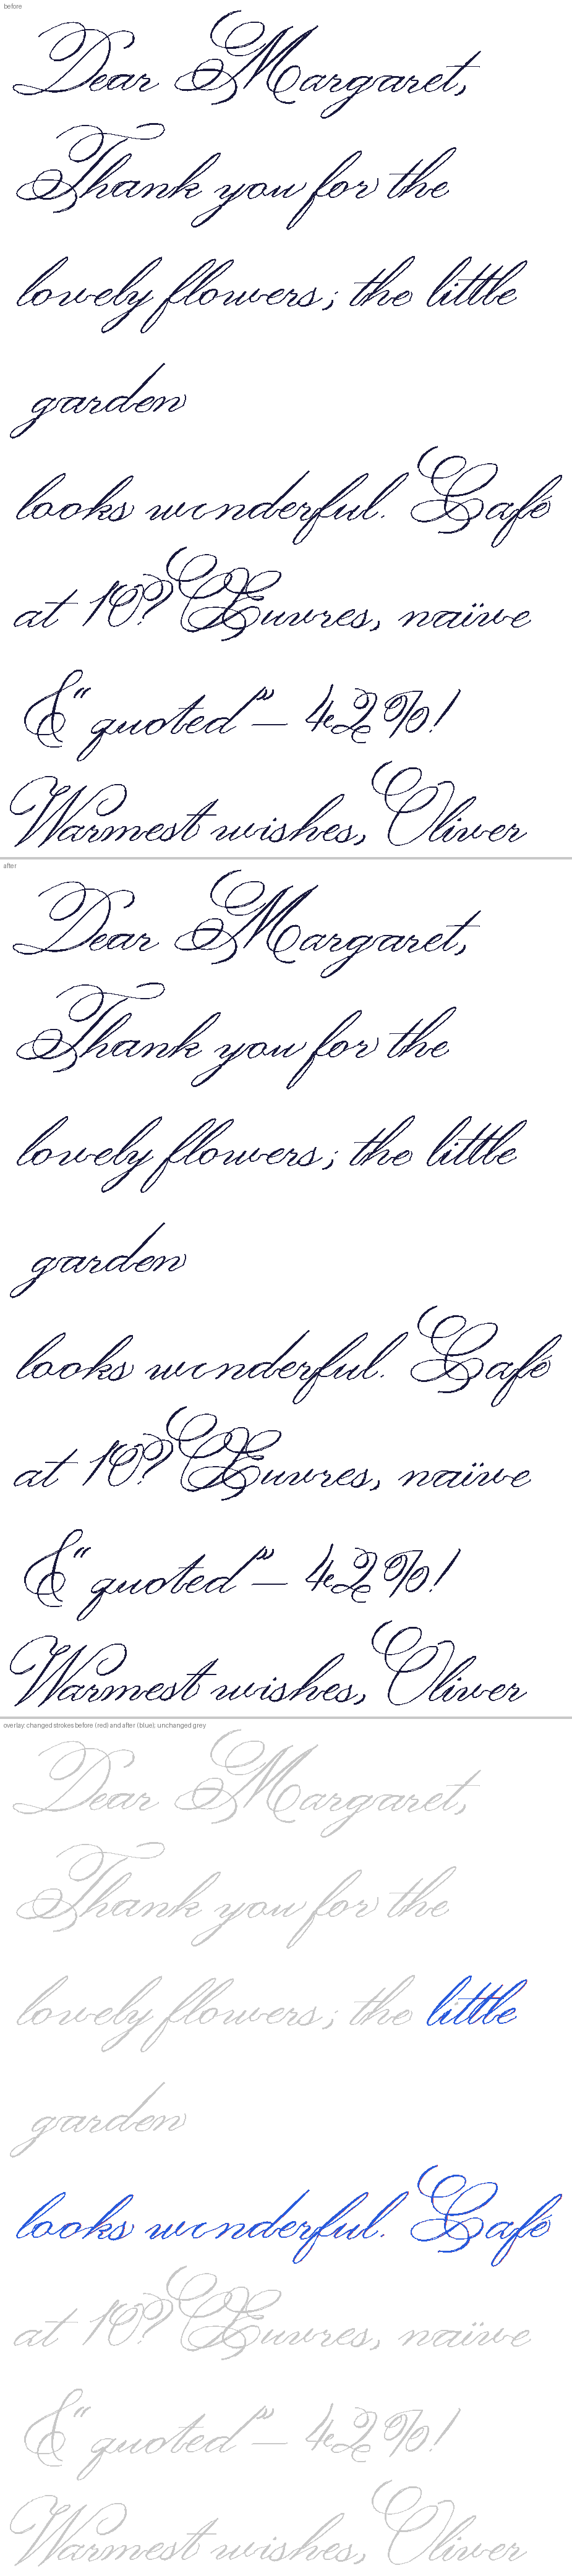 before
Dear Margaret,
Thank you for the
lovely flowers; the little
garden
looks wonderful. Café
at 10? Œuvres, naïve
& “quoted” — 42%!
Warmest wishes, Oliver
after
Dear Margaret,
Thank you for the
lovely flowers; the little
garden
looks wonderful. Café
at 10? Œuvres, naïve
& “quoted” — 42%!
Warmest wishes, Oliver
overlay: changed strokes before (red) and after (blue), unchanged grey
Dear Margaret,
Thank you for the
lovely flowers; the little
garden
looks wonderful. Café
at 10? Œuvres, naïve
& “quoted” — 42%!
Warmest wishes, Oliver